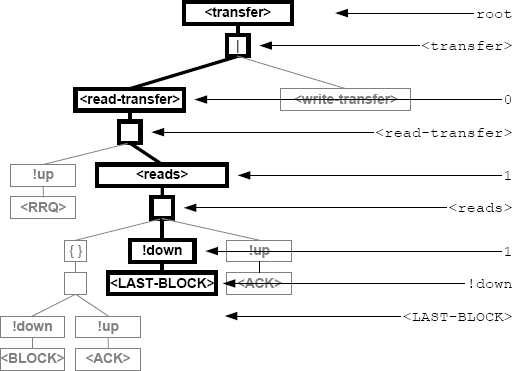 <transfer> root
| <transfer>
<read-transfer> <write-transfer> 0
<read-transfer>
!up <reads> 1
<RRQ> <reads>
{ } !down !up 1
<LAST-BLOCK> <ACK> !down
!down !up <LAST-BLOCK>
<BLOCK> <ACK>